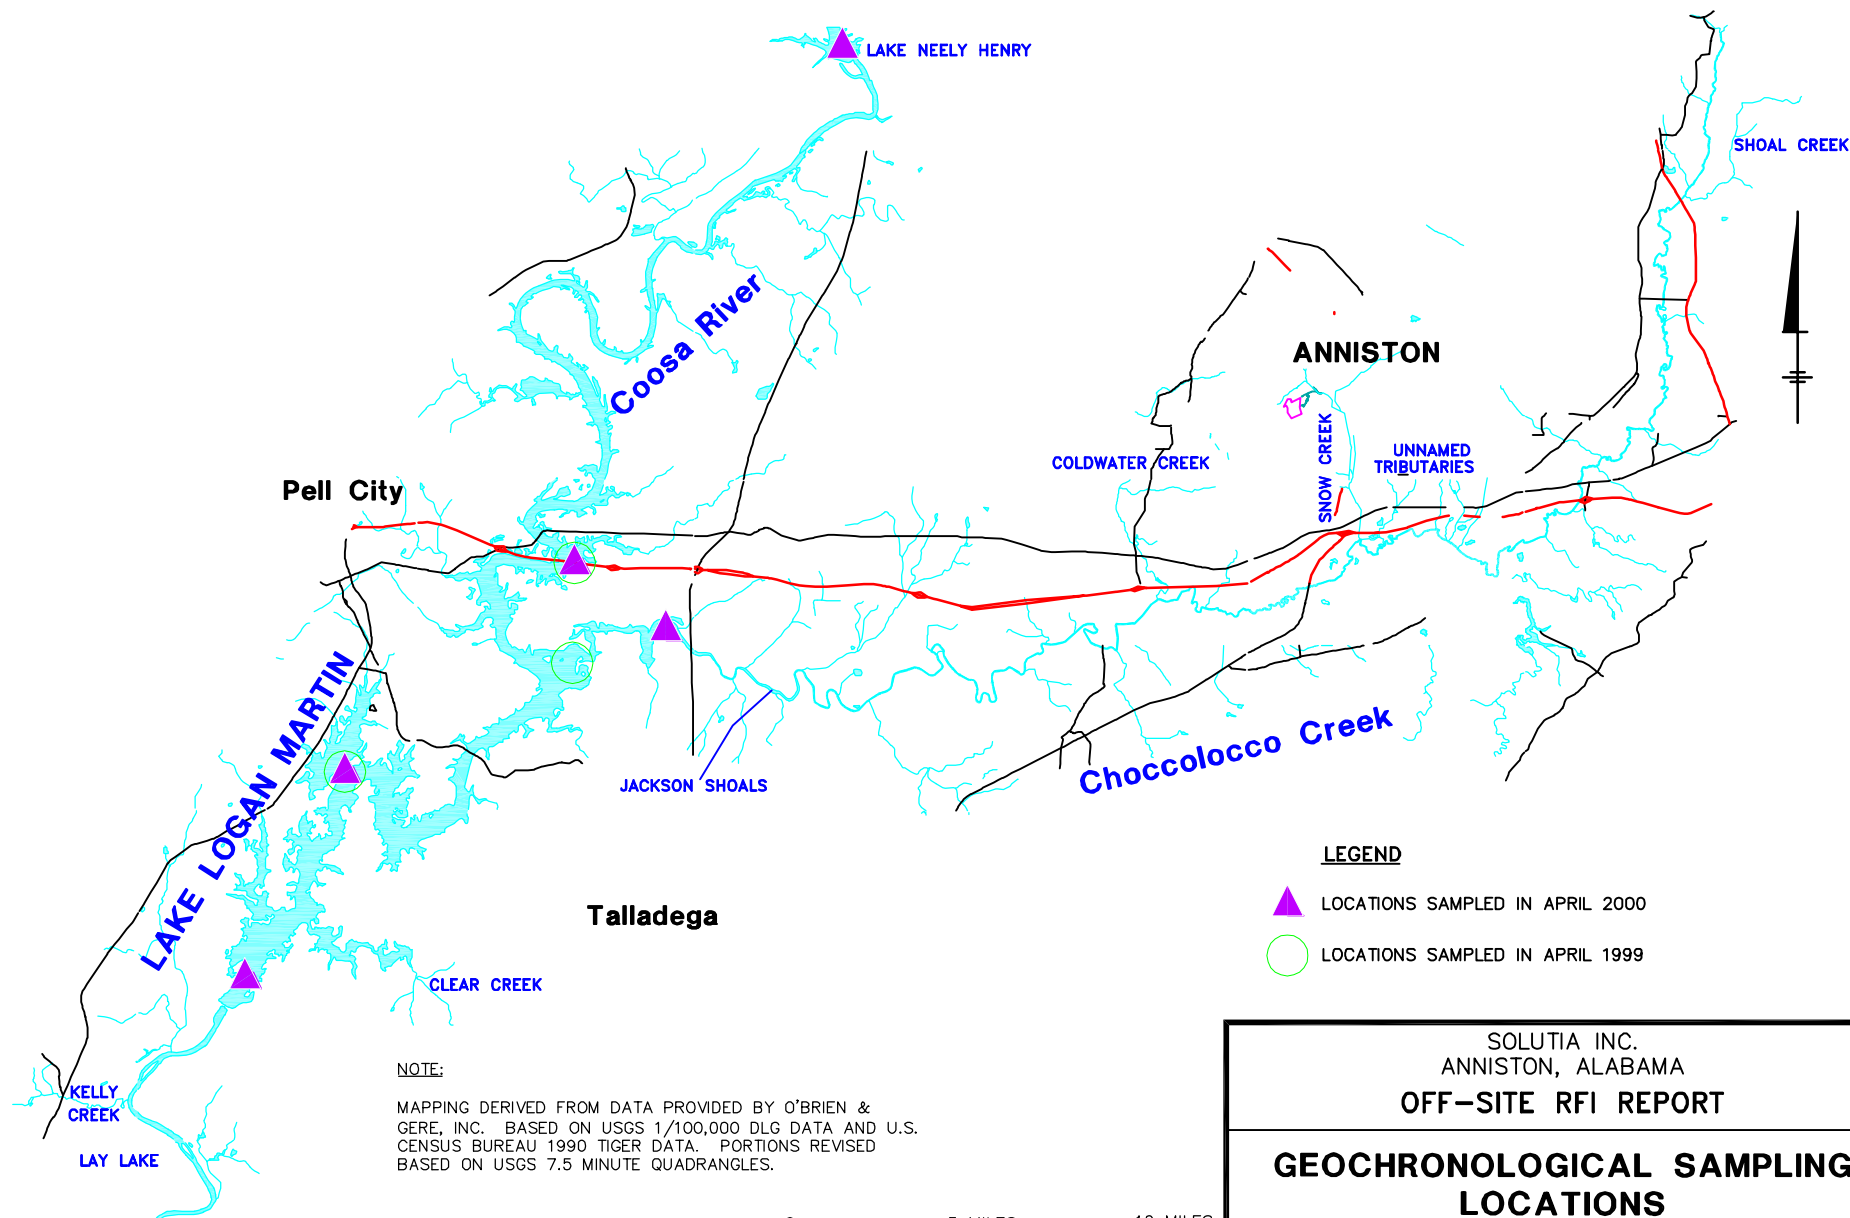 LAKE NEELY HENRY
SHOAL CREEK
Coosa River
ANNISTON
COLDWATER CREEK
SNOW CREEK
UNNAMED
TRIBUTARIES
Pell City
LAKE LOGAN MARTIN
JACKSON SHOALS
Choccolocco Creek
Talladega
CLEAR CREEK
KELLY
CREEK
LAY LAKE
LEGEND
LOCATIONS SAMPLED IN APRIL 2000
LOCATIONS SAMPLED IN APRIL 1999
NOTE:
MAPPING DERIVED FROM DATA PROVIDED BY O'BRIEN &
GERE, INC. BASED ON USGS 1/100,000 DLG DATA AND U.S.
CENSUS BUREAU 1990 TIGER DATA. PORTIONS REVISED
BASED ON USGS 7.5 MINUTE QUADRANGLES.
SOLUTIA INC.
ANNISTON, ALABAMA
OFF-SITE RFI REPORT
GEOCHRONOLOGICAL SAMPLING
LOCATIONS